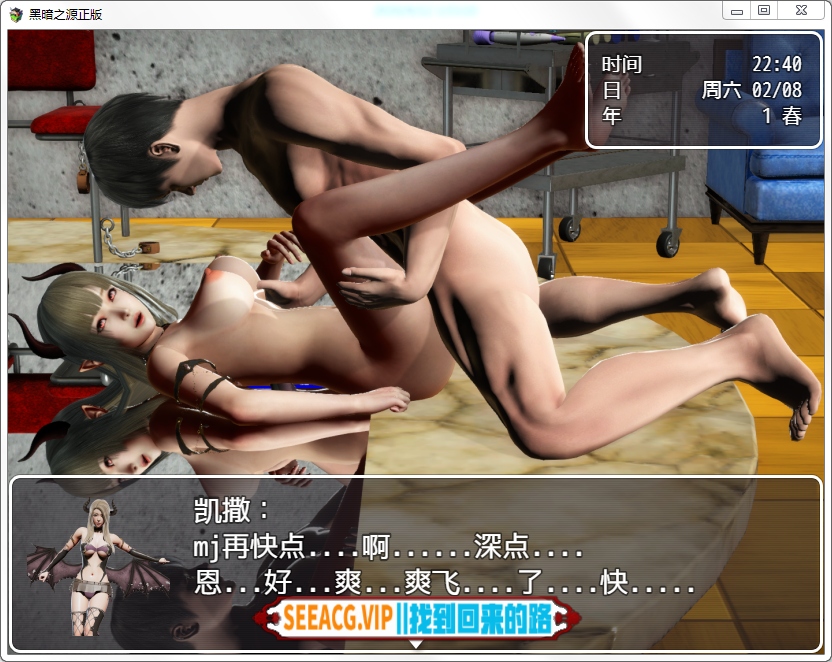 黑暗之源正版
时间 22:40
日 周六 02/08
年 1 春
凯撒：
mj再快点....啊......深点....
恩...好...爽...爽飞....了....快.....
SEEACG.VIP||找到回来的路